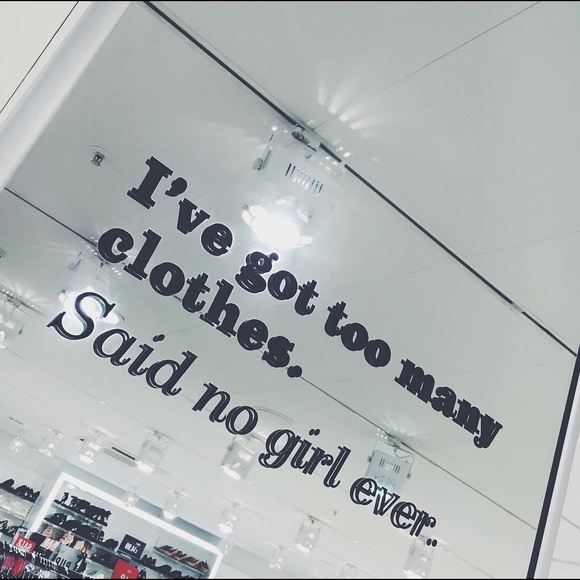 I've got too many
clothes.
Said no girl ever..